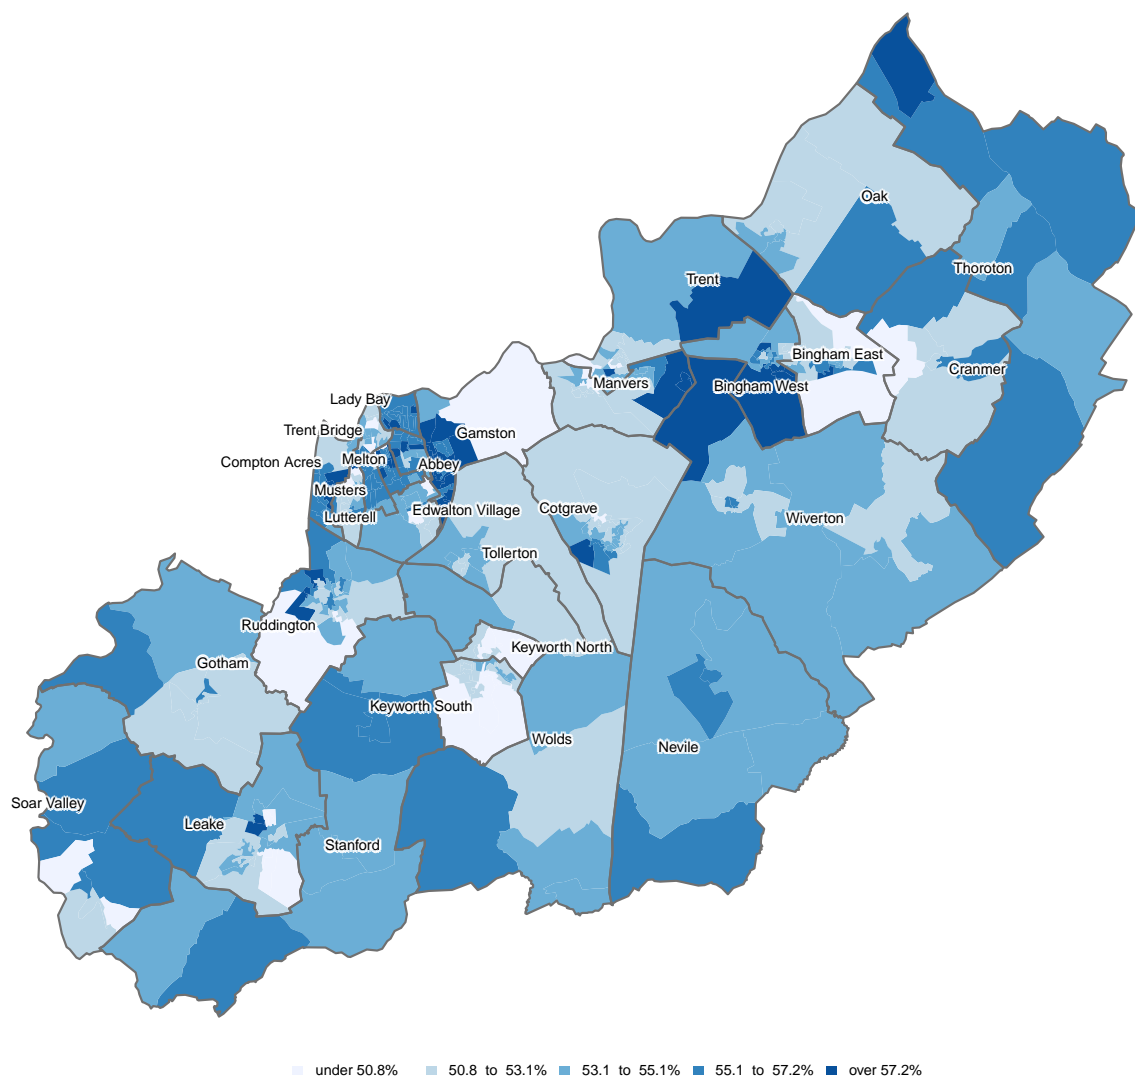 Oak
Thoroton
Trent
Bingham East
Cranmer
Manvers
Bingham West
Lady Bay
Trent Bridge
Gamston
Compton Acres
Melton
Abbey
Musters
Edwalton Village
Cotgrave
Lutterell
Wiverton
Tollerton
Ruddington
Keyworth North
Gotham
Keyworth South
Wolds
Nevile
Soar Valley
Leake
Stanford
under 50.8%
50.8 to 53.1%
53.1 to 55.1%
55.1 to 57.2%
over 57.2%